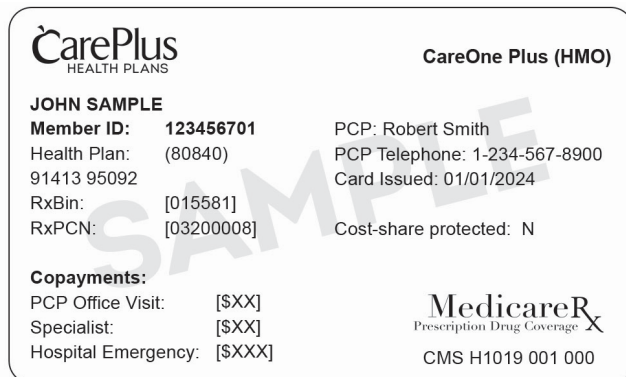 CarePlus
HEALTH PLANS
CareOne Plus (HMO)
JOHN SAMPLE
Member ID: 123456701
Health Plan: (80840)
91413 95092
RxBin: [015581]
RxPCN: [03200008]
PCP: Robert Smith
PCP Telephone: 1-234-567-8900
Card Issued: 01/01/2024
Cost-share protected: N
SAMPLE
Copayments:
PCP Office Visit: [$XX]
Specialist: [$XX]
Hospital Emergency: [$XXX]
MedicareRx
Prescription Drug Coverage
CMS H1019 001 000